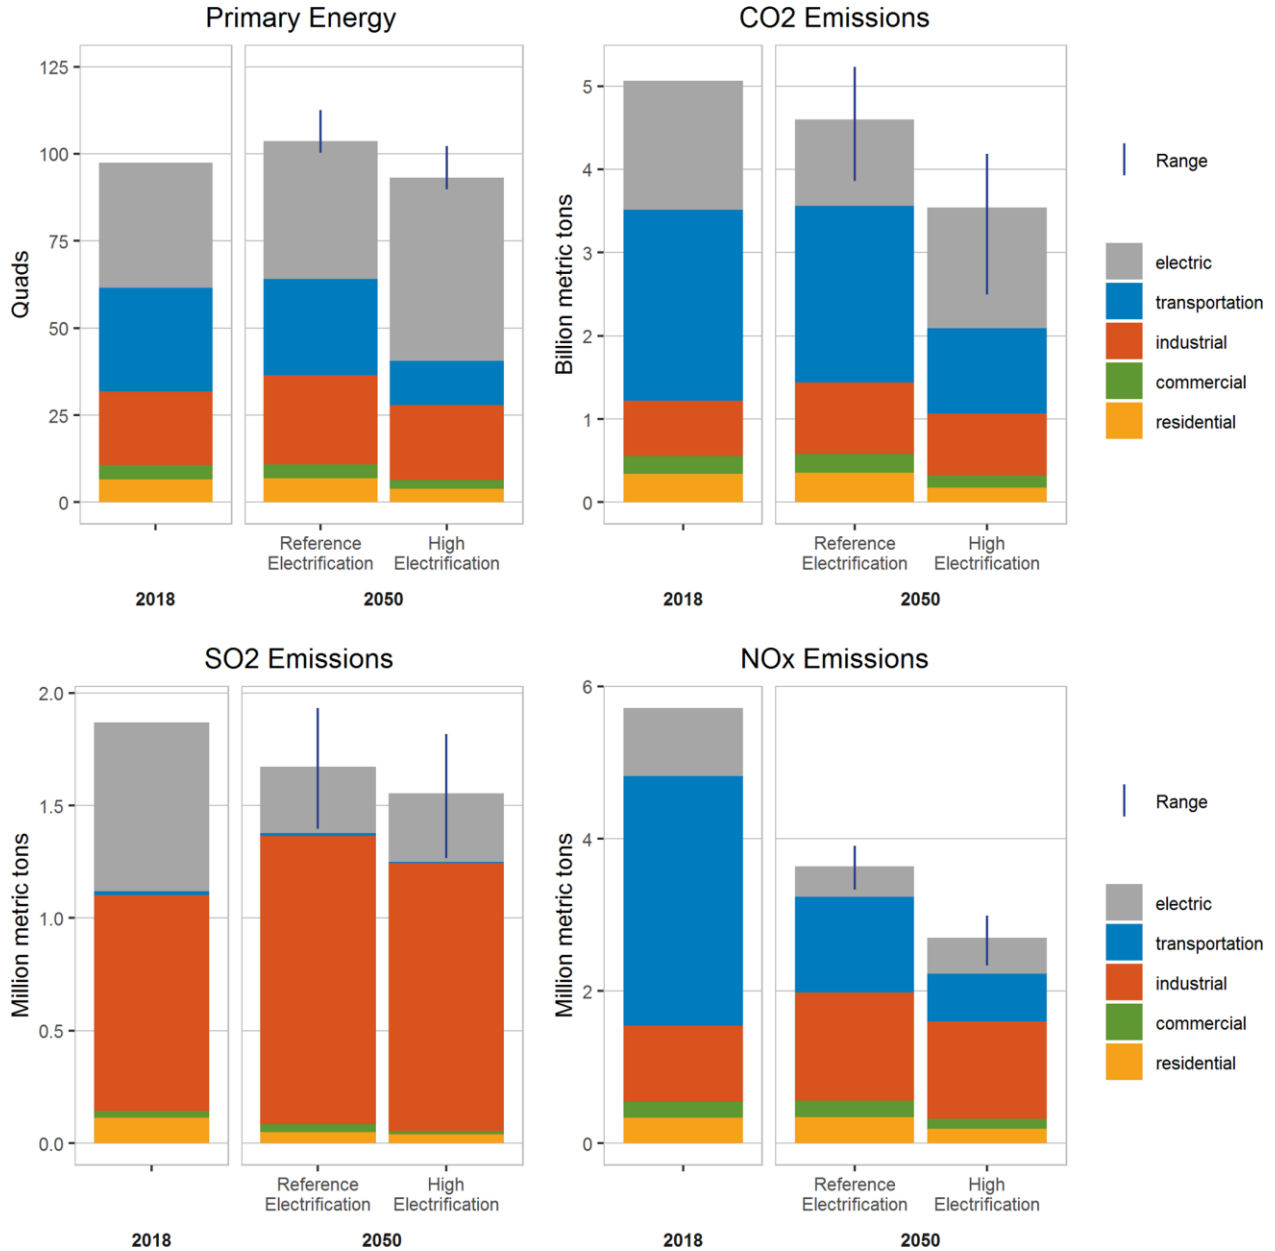 Primary Energy
Quads
125
100
75
50
25
0
Reference
Electrification
High
Electrification
2018
2050
CO2 Emissions
Billion metric tons
5
4
3
2
1
0
Reference
Electrification
High
Electrification
2018
2050
Range
electric
transportation
industrial
commercial
residential
SO2 Emissions
Million metric tons
2.0
1.5
1.0
0.5
0.0
Reference
Electrification
High
Electrification
2018
2050
NOx Emissions
Million metric tons
6
4
2
0
Reference
Electrification
High
Electrification
2018
2050
Range
electric
transportation
industrial
commercial
residential